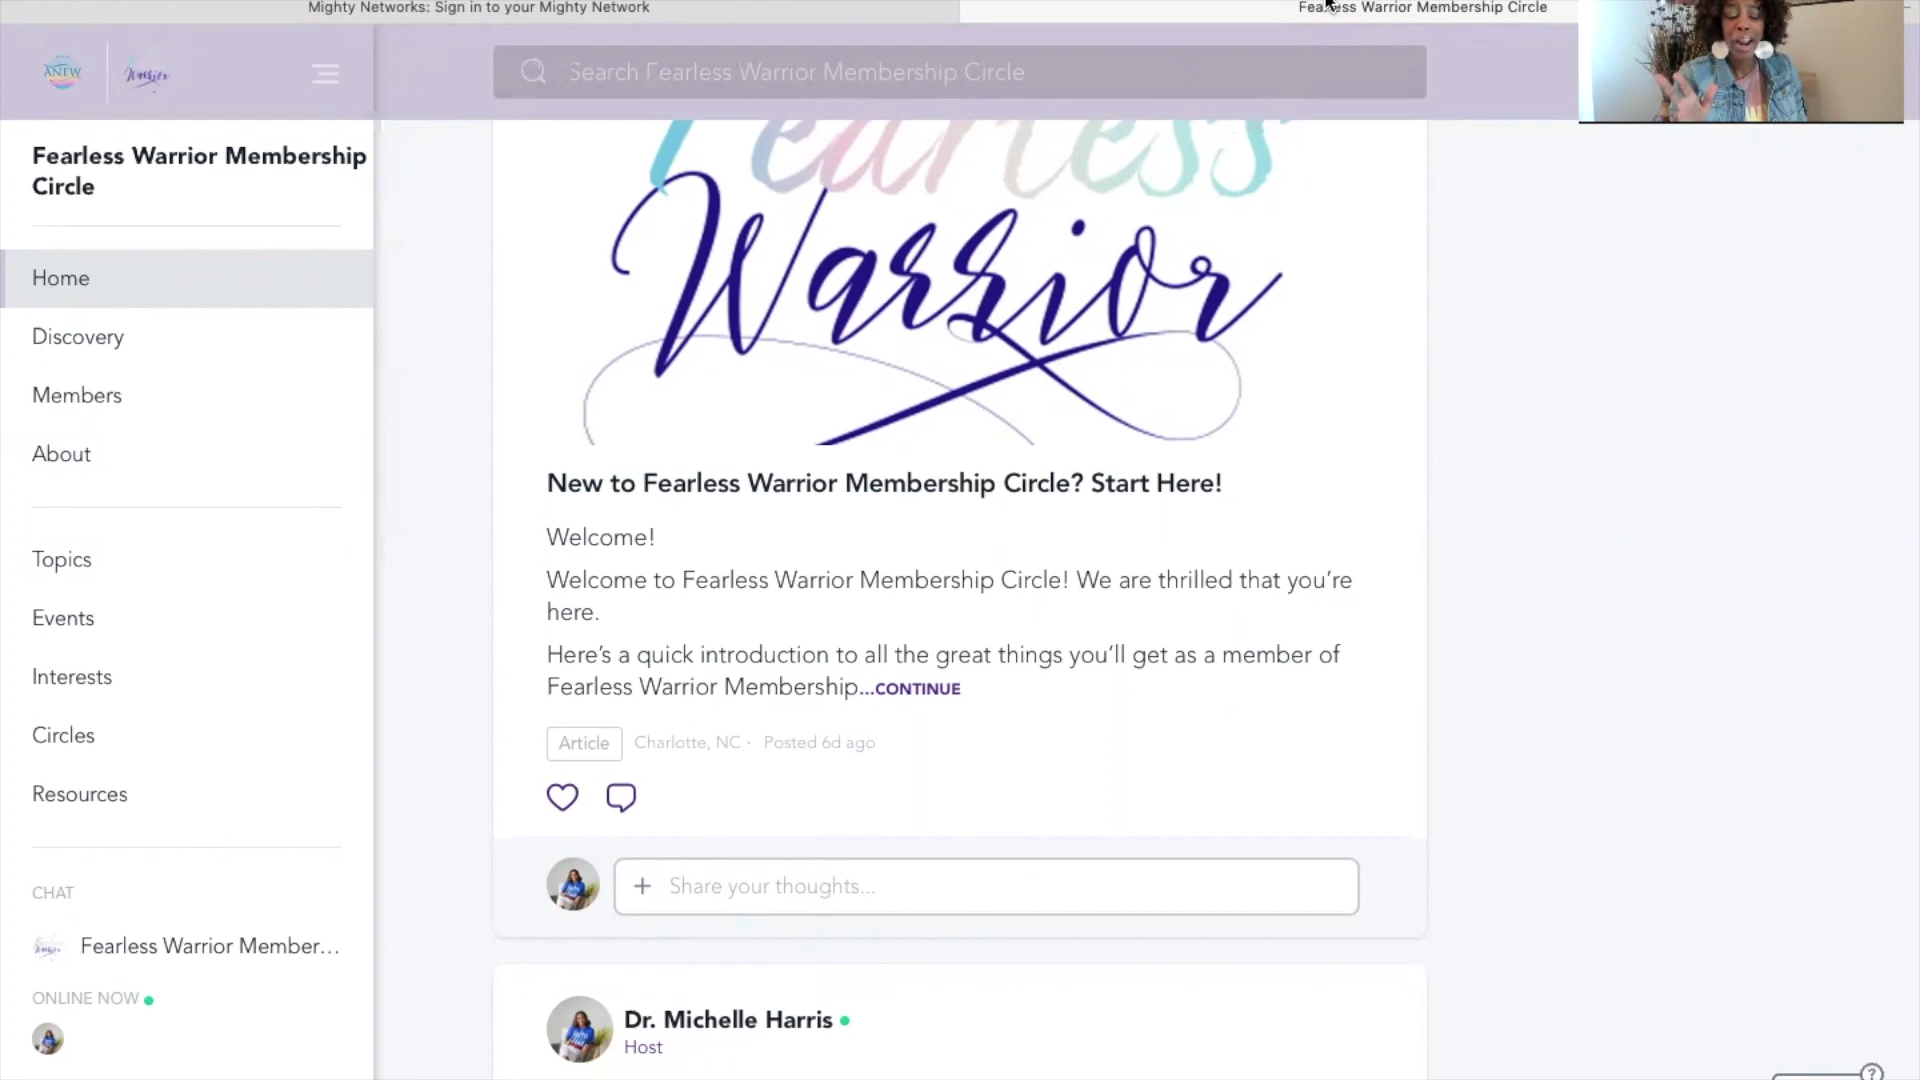 Mighty Networks: Sign in to your Mighty Network
Fearless Warrior Membership Circle
ANEW
Warrior
Search Fearless Warrior Membership Circle
Fearless Warrior Membership
Circle
Home
Discovery
Members
About
Topics
Events
Interests
Circles
Resources
CHAT
Fearless Warrior Member...
ONLINE NOW
Fearless
Warrior
New to Fearless Warrior Membership Circle? Start Here!
Welcome!
Welcome to Fearless Warrior Membership Circle! We are thrilled that you're
here.
Here's a quick introduction to all the great things you'll get as a member of
Fearless Warrior Membership...CONTINUE
Article Charlotte, NC · Posted 6d ago
+ Share your thoughts...
Dr. Michelle Harris
Host
?